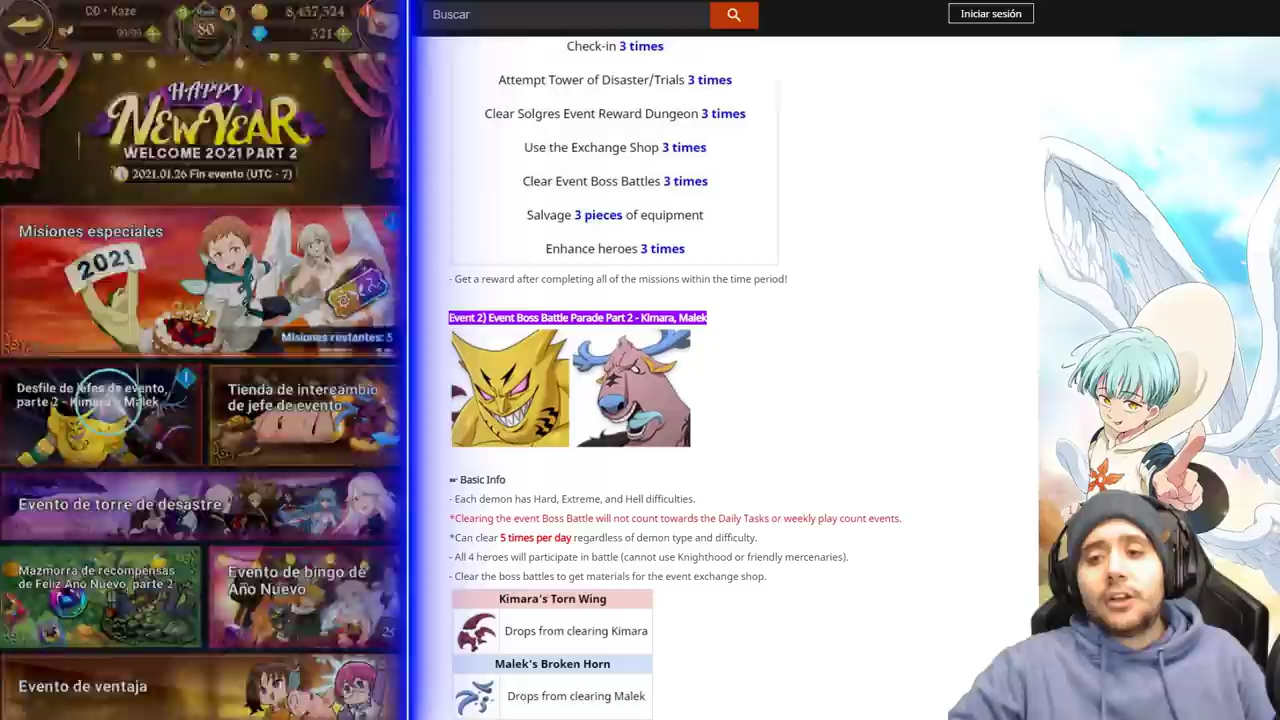 CD • Kaze
80
8,437,324
321
HAPPY
NEW YEAR
WELCOME 2021 PART 2
2021.01.26 Fin evento (UTC - 7)
Misiones especiales
2021
Misiones restantes: 5
Desfile de jefes de evento,
parte 2 - Kimara, Malek
Tienda de intercambio
de jefe de evento
Evento de torre de desastre
Mazmorra de recompensas
de Feliz Año Nuevo, parte 2
Evento de bingo de
Año Nuevo
Evento de ventaja
Buscar
Iniciar sesión
Check-in 3 times
Attempt Tower of Disaster/Trials 3 times
Clear Solgres Event Reward Dungeon 3 times
Use the Exchange Shop 3 times
Clear Event Boss Battles 3 times
Salvage 3 pieces of equipment
Enhance heroes 3 times
- Get a reward after completing all of the missions within the time period!
Event 2) Event Boss Battle Parade Part 2 - Kimara, Malek
☛ Basic Info
- Each demon has Hard, Extreme, and Hell difficulties.
*Clearing the event Boss Battle will not count towards the Daily Tasks or weekly play count events.
*Can clear 5 times per day regardless of demon type and difficulty.
- All 4 heroes will participate in battle (cannot use Knighthood or friendly mercenaries).
- Clear the boss battles to get materials for the event exchange shop.
Kimara's Torn Wing
Drops from clearing Kimara
Malek's Broken Horn
Drops from clearing Malek